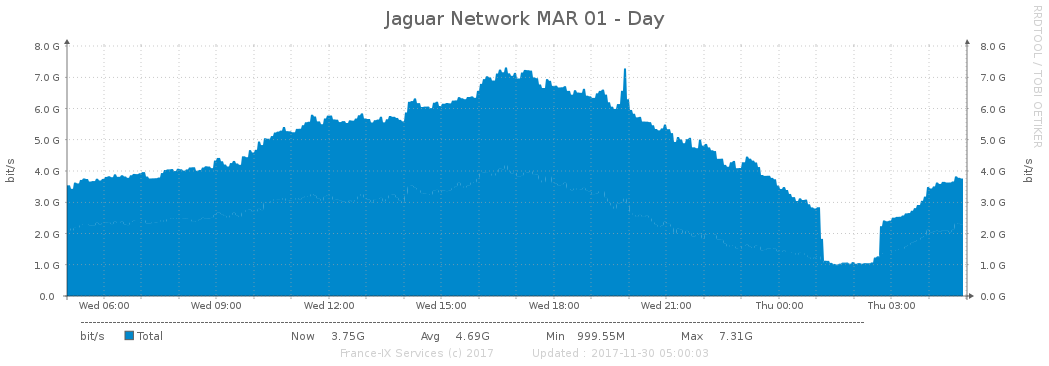 Jaguar Network MAR 01 - Day
RRDTOOL / TOBI OETIKER
8.0 G 8.0 G
7.0 G 7.0 G
6.0 G 6.0 G
5.0 G 5.0 G
4.0 G 4.0 G
3.0 G 3.0 G
2.0 G 2.0 G
1.0 G 1.0 G
0.0 0.0 G
bit/s
bit/s
Wed 06:00 Wed 09:00 Wed 12:00 Wed 15:00 Wed 18:00 Wed 21:00 Thu 00:00 Thu 03:00
bit/s Total Now 3.75G Avg 4.69G Min 999.55M Max 7.31G
France-IX Services (c) 2017 Updated : 2017-11-30 05:00:03